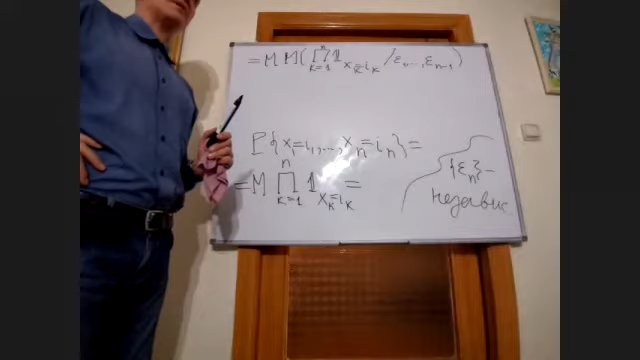 = M M ( ∏_{k=1}^{n} 1_{x_k = i_k} / ε_1, ..., ε_{n-1} )
P{x_1 = i_1, ..., x_n = i_n} =
= M ∏_{k=1}^{n} 1_{x_k = i_k} =
{ε_n} –
независ.